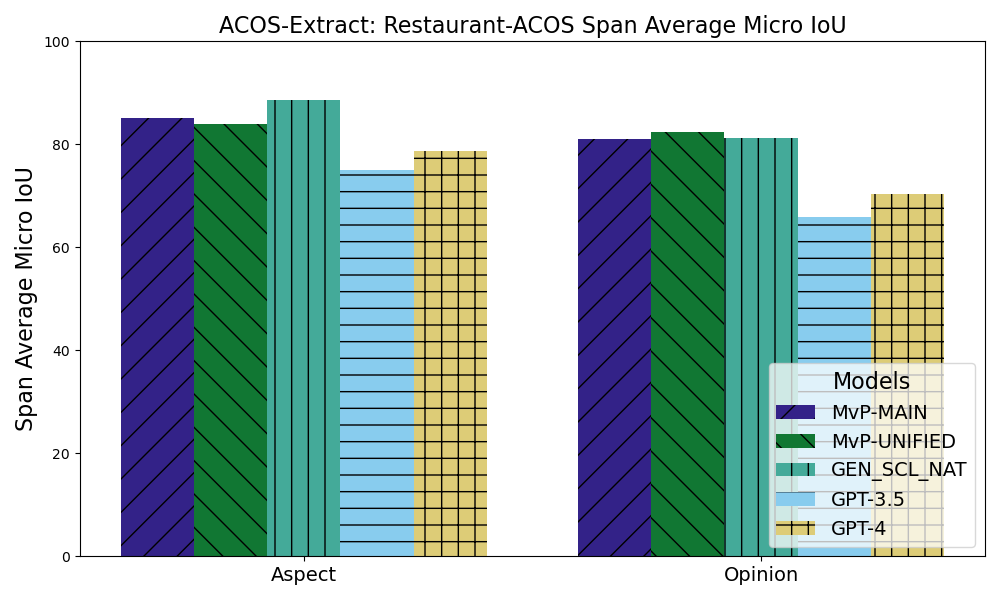 ACOS-Extract: Restaurant-ACOS Span Average Micro IoU
Span Average Micro IoU
100
80
60
40
20
0
Aspect
Opinion
Models
MvP-MAIN
MvP-UNIFIED
GEN_SCL_NAT
GPT-3.5
GPT-4